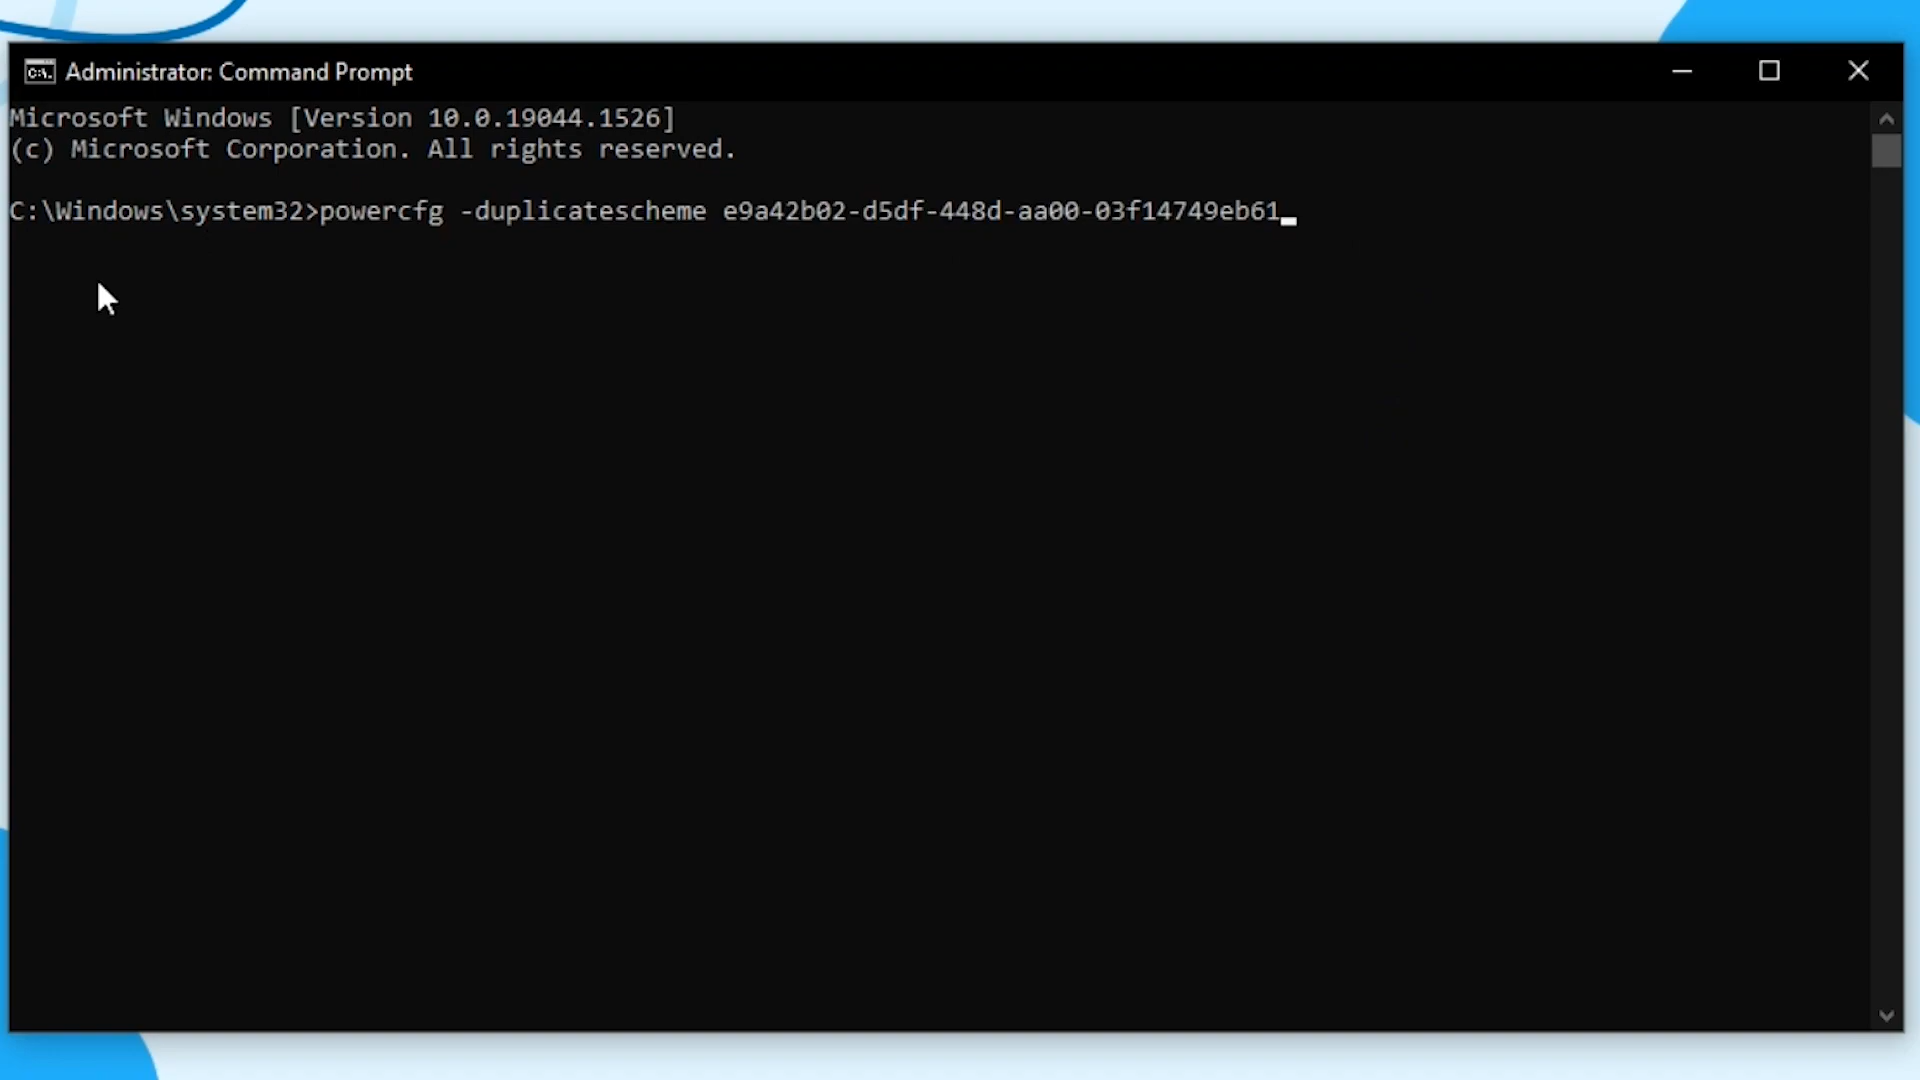 Administrator: Command Prompt
Microsoft Windows [Version 10.0.19044.1526]
(c) Microsoft Corporation. All rights reserved.
C:\Windows\system32>powercfg -duplicatescheme e9a42b02-d5df-448d-aa00-03f14749eb61